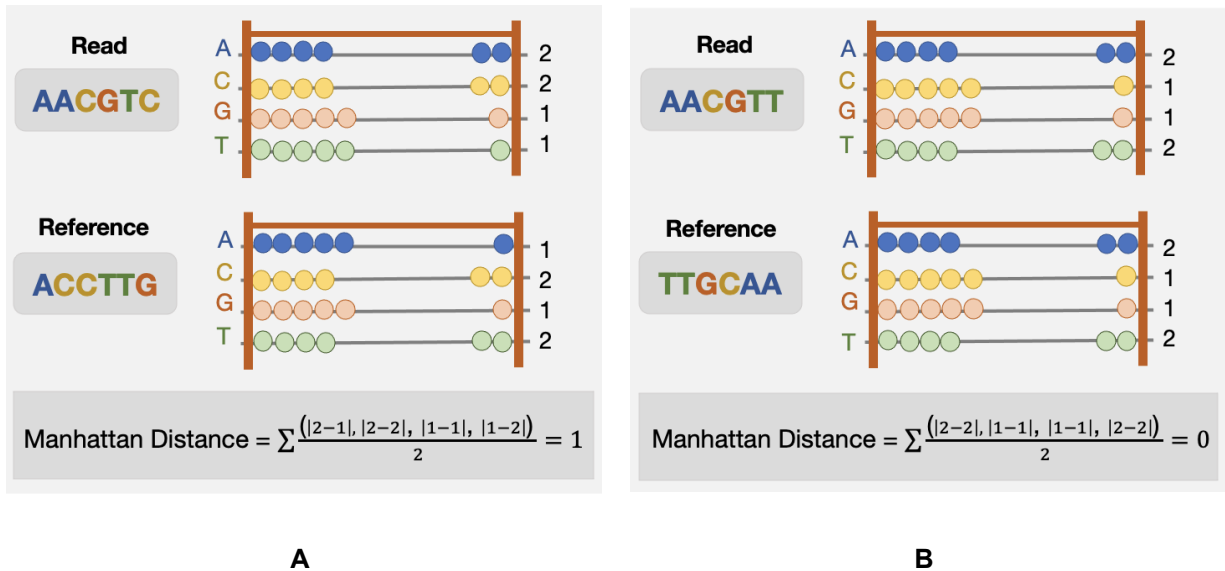 Read
AACGTC
A 2
C 2
G 1
T 1
Reference
ACCTTG
A 1
C 2
G 1
T 2
Manhattan Distance = ∑ (|2−1|, |2−2|, |1−1|, |1−2|) / 2 = 1
A
Read
AACGTT
A 2
C 1
G 1
T 2
Reference
TTGCAA
A 2
C 1
G 1
T 2
Manhattan Distance = ∑ (|2−2|, |1−1|, |1−1|, |2−2|) / 2 = 0
B